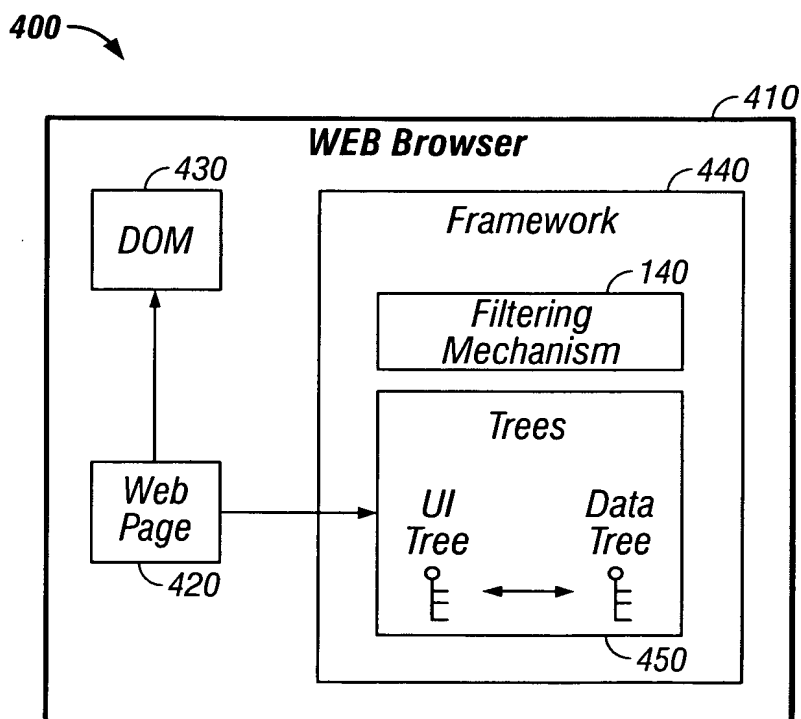 400
410
WEB Browser
430
DOM
440
Framework
140
Filtering
Mechanism
Trees
UI
Tree
Data
Tree
450
Web
Page
420